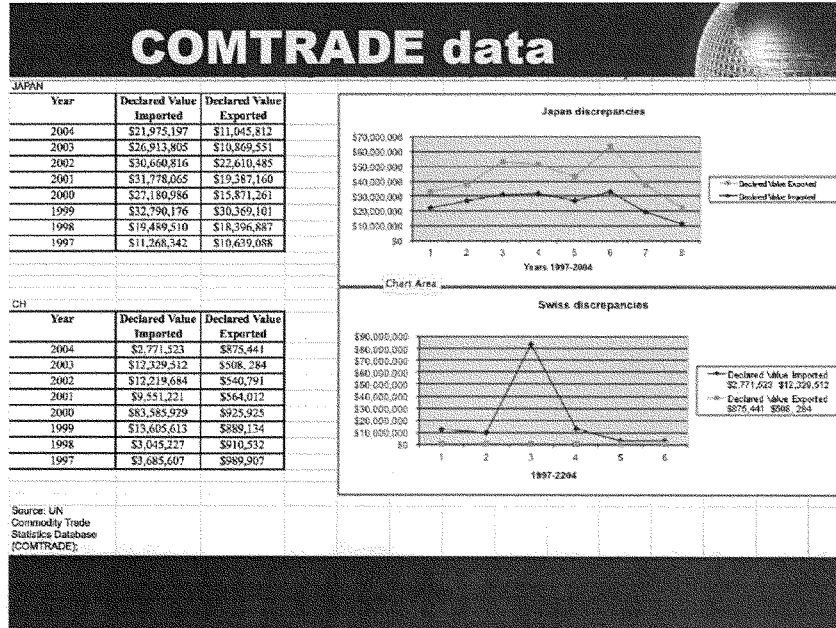 COMTRADE data
JAPAN
Year Declared Value Imported Declared Value Exported
2004 $21,975,197 $11,045,812
2003 $26,913,805 $10,869,551
2002 $30,660,816 $22,610,485
2001 $31,778,065 $19,387,160
2000 $27,180,986 $15,871,261
1999 $32,790,176 $30,369,101
1998 $19,489,510 $18,396,887
1997 $11,268,342 $10,639,088
Japan discrepancies
$70,000,000
$60,000,000
$50,000,000
$40,000,000
$30,000,000
$20,000,000
$10,000,000
$0
1 2 3 4 5 6 7 8
Years 1997-2004
Declared Value Exported
Declared Value Imported
Chart Area
CH
Year Declared Value Imported Declared Value Exported
2004 $2,771,523 $875,441
2003 $12,329,512 $508, 284
2002 $12,219,684 $540,791
2001 $9,551,221 $564,012
2000 $83,585,929 $925,925
1999 $13,605,613 $889,134
1998 $3,045,227 $910,532
1997 $3,685,607 $989,907
Swiss discrepancies
$90,000,000
$80,000,000
$70,000,000
$60,000,000
$50,000,000
$40,000,000
$30,000,000
$20,000,000
$10,000,000
$0
1 2 3 4 5 6
1997-2204
Declared Value Imported
$2,771,523 $12,329,512
Declared Value Exported
$875,441 $508, 284
Source: UN
Commodity Trade
Statistics Database
(COMTRADE);